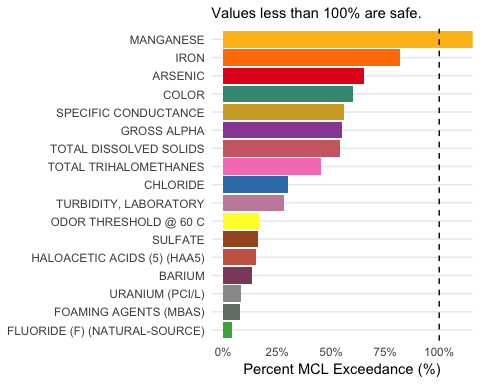 Values less than 100% are safe.
MANGANESE
IRON
ARSENIC
COLOR
SPECIFIC CONDUCTANCE
GROSS ALPHA
TOTAL DISSOLVED SOLIDS
TOTAL TRIHALOMETHANES
CHLORIDE
TURBIDITY, LABORATORY
ODOR THRESHOLD @ 60 C
SULFATE
HALOACETIC ACIDS (5) (HAA5)
BARIUM
URANIUM (PCI/L)
FOAMING AGENTS (MBAS)
FLUORIDE (F) (NATURAL-SOURCE)
0% 25% 50% 75% 100%
Percent MCL Exceedance (%)